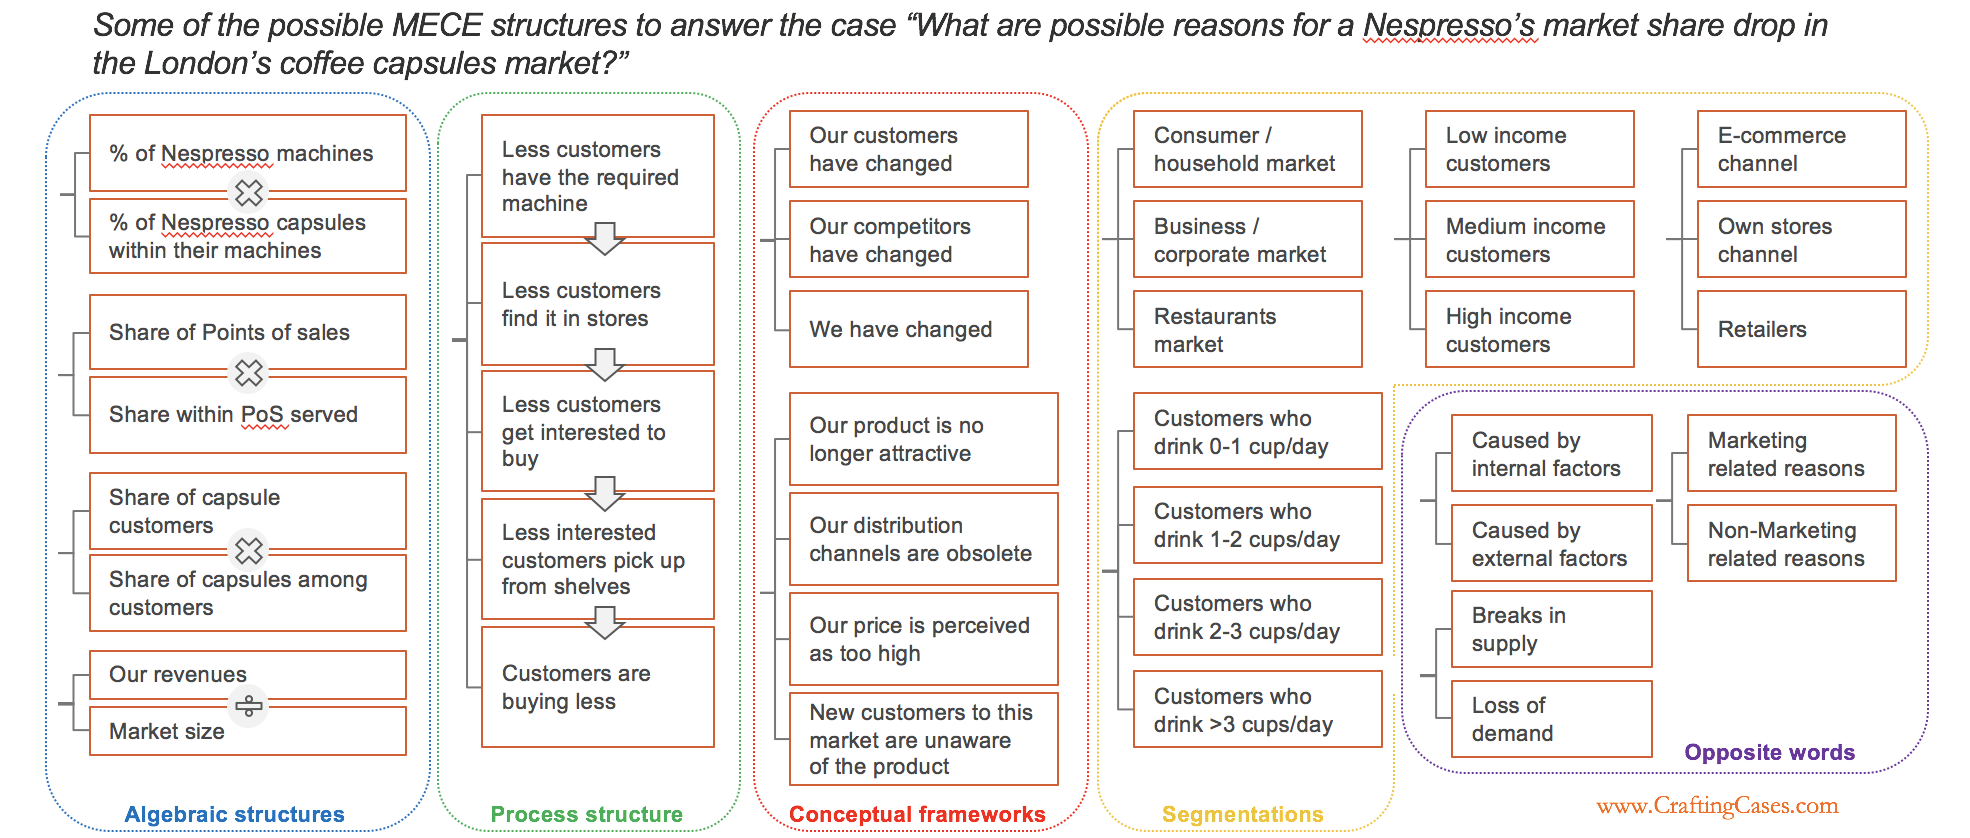 Some of the possible MECE structures to answer the case “What are possible reasons for a Nespresso’s market share drop in
the London’s coffee capsules market?”
% of Nespresso machines
% of Nespresso capsules
within their machines
Share of Points of sales
Share within PoS served
Share of capsule
customers
Share of capsules among
customers
Our revenues
Market size
Algebraic structures
Less customers
have the required
machine
Less customers
find it in stores
Less customers
get interested to
buy
Less interested
customers pick up
from shelves
Customers are
buying less
Process structure
Our customers
have changed
Our competitors
have changed
We have changed
Our product is no
longer attractive
Our distribution
channels are obsolete
Our price is perceived
as too high
New customers to this
market are unaware
of the product
Conceptual frameworks
Consumer /
household market
Business /
corporate market
Restaurants
market
Low income
customers
Medium income
customers
High income
customers
E-commerce
channel
Own stores
channel
Retailers
Customers who
drink 0-1 cup/day
Customers who
drink 1-2 cups/day
Customers who
drink 2-3 cups/day
Customers who
drink >3 cups/day
Segmentations
Caused by
internal factors
Caused by
external factors
Marketing
related reasons
Non-Marketing
related reasons
Breaks in
supply
Loss of
demand
Opposite words
www.CraftingCases.com